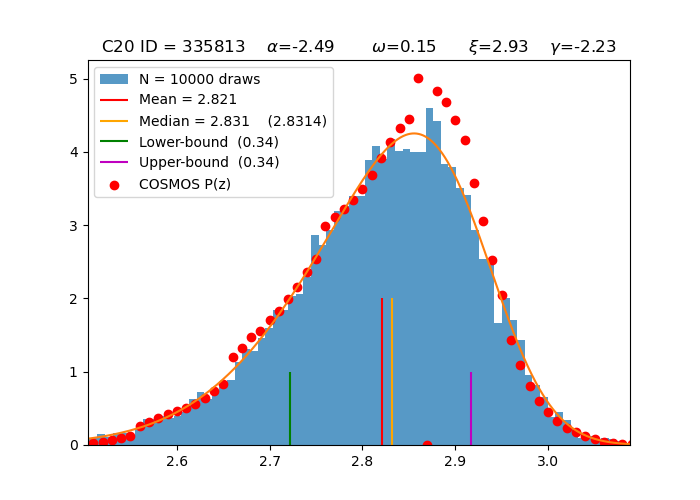 C20 ID = 335813 α=-2.49 ω=0.15 ξ=2.93 γ=-2.23
N = 10000 draws
Mean = 2.821
Median = 2.831 (2.8314)
Lower-bound (0.34)
Upper-bound (0.34)
COSMOS P(z)
5
4
3
2
1
0
2.6 2.7 2.8 2.9 3.0